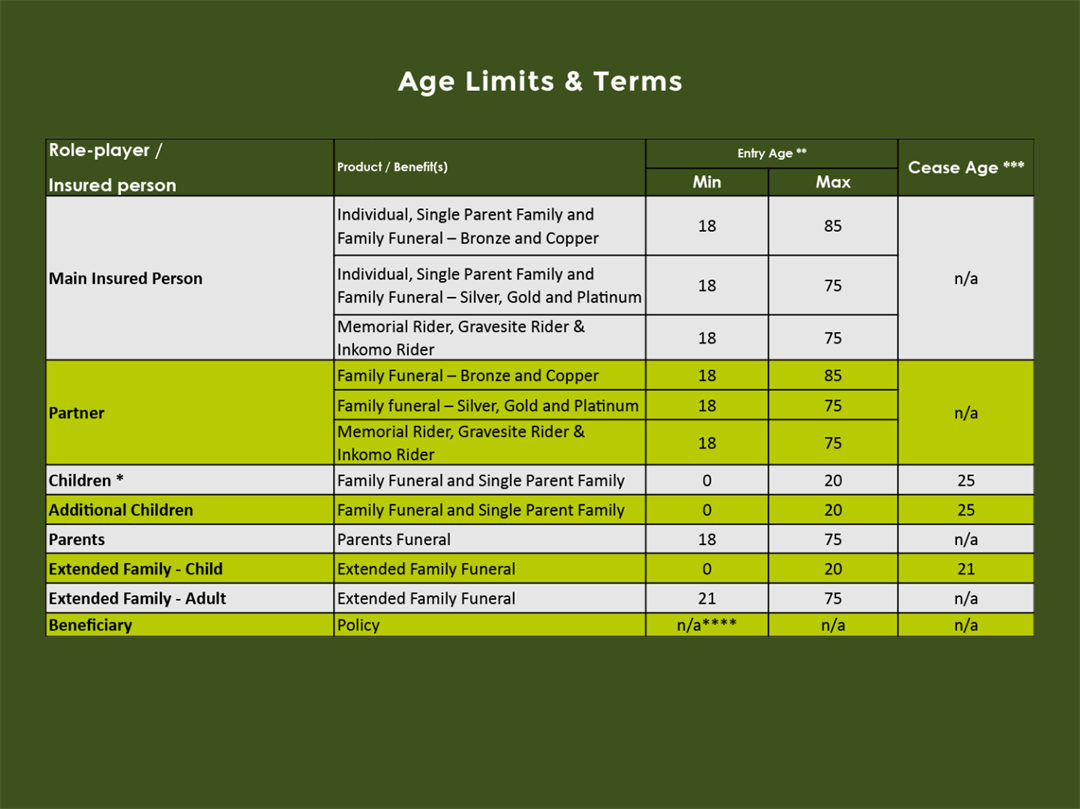 Age Limits & Terms
Role-player /
Insured person
Product / Benefit(s)
Entry Age **
Cease Age ***
Min
Max
Main Insured Person
Individual, Single Parent Family and
Family Funeral – Bronze and Copper
18
85
n/a
Individual, Single Parent Family and
Family Funeral – Silver, Gold and Platinum
18
75
Memorial Rider, Gravesite Rider &
Inkomo Rider
18
75
Partner
Family Funeral – Bronze and Copper
18
85
n/a
Family funeral – Silver, Gold and Platinum
18
75
Memorial Rider, Gravesite Rider &
Inkomo Rider
18
75
Children *
Family Funeral and Single Parent Family
0
20
25
Additional Children
Family Funeral and Single Parent Family
0
20
25
Parents
Parents Funeral
18
75
n/a
Extended Family - Child
Extended Family Funeral
0
20
21
Extended Family - Adult
Extended Family Funeral
21
75
n/a
Beneficiary
Policy
n/a****
n/a
n/a